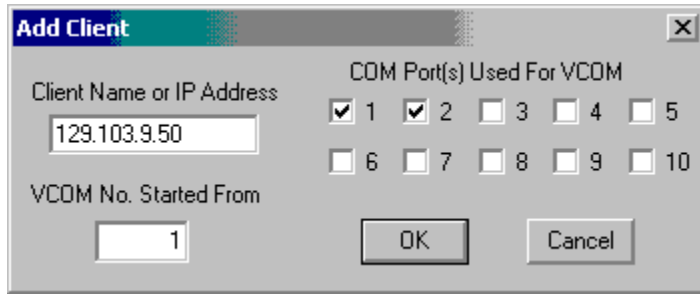 Add Client
Client Name or IP Address
129.103.9.50
VCOM No. Started From
1
COM Port(s) Used For VCOM
1 2 3 4 5
6 7 8 9 10
OK Cancel